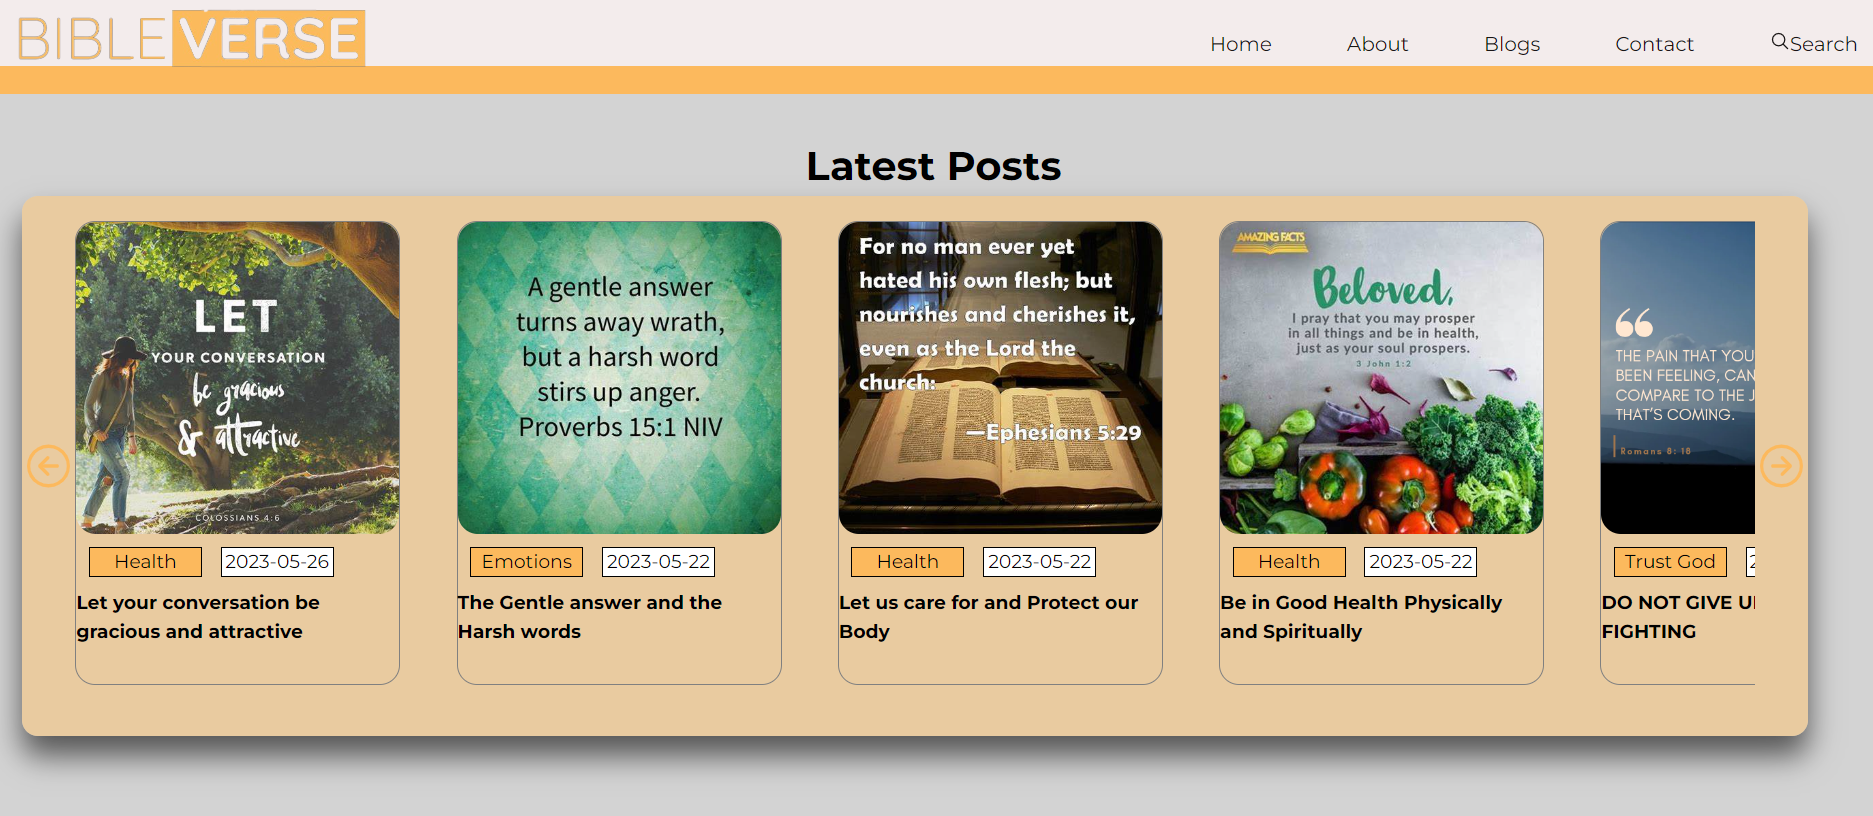 BIBLEVERSE
Home About Blogs Contact Search
Latest Posts
LET
YOUR CONVERSATION
be gracious
& attractive
COLOSSIANS 4:6
Health 2023-05-26
Let your conversation be
gracious and attractive
A gentle answer
turns away wrath,
but a harsh word
stirs up anger.
Proverbs 15:1 NIV
Emotions 2023-05-22
The Gentle answer and the
Harsh words
For no man ever yet
hated his own flesh; but
nourishes and cherishes it,
even as the Lord the
church:
—Ephesians 5:29
Health 2023-05-22
Let us care for and Protect our
Body
AMAZING FACTS
Beloved,
I pray that you may prosper
in all things and be in health,
just as your soul prospers.
3 John 1:2
Health 2023-05-22
Be in Good Health Physically
and Spiritually
THE PAIN THAT YOU
BEEN FEELING, CAN
COMPARE TO THE
THAT'S COMING.
Romans 8: 18
Trust God
DO NOT GIVE
FIGHTING